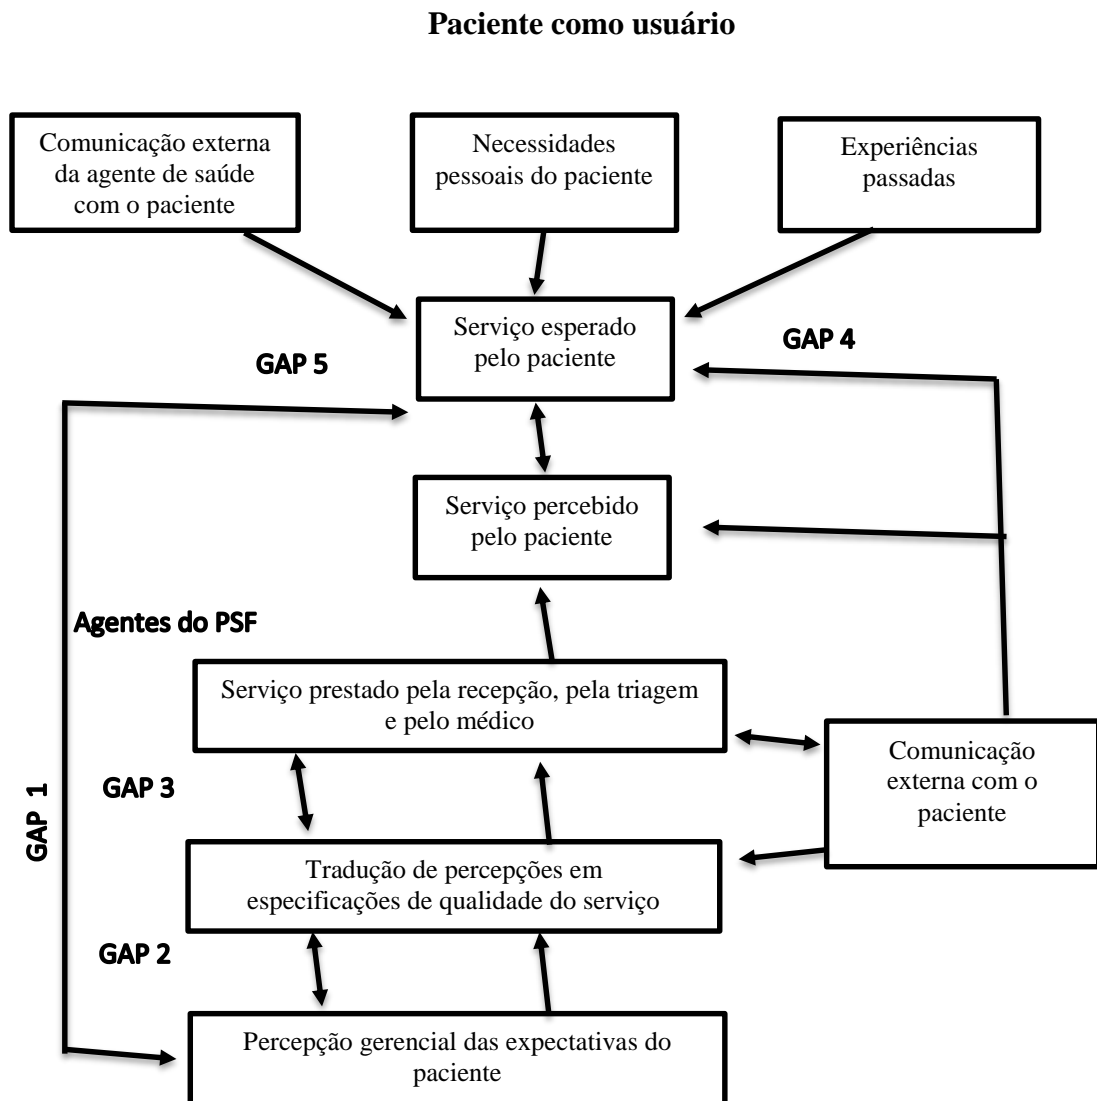 Paciente como usuário
Comunicação externa
da agente de saúde
com o paciente
Necessidades
pessoais do paciente
Experiências
passadas
Serviço esperado
pelo paciente
GAP 4
GAP 5
Serviço percebido
pelo paciente
Agentes do PSF
Serviço prestado pela recepção, pela triagem
e pelo médico
Comunicação
externa com o
paciente
GAP 1
GAP 3
Tradução de percepções em
especificações de qualidade do serviço
GAP 2
Percepção gerencial das expectativas do
paciente